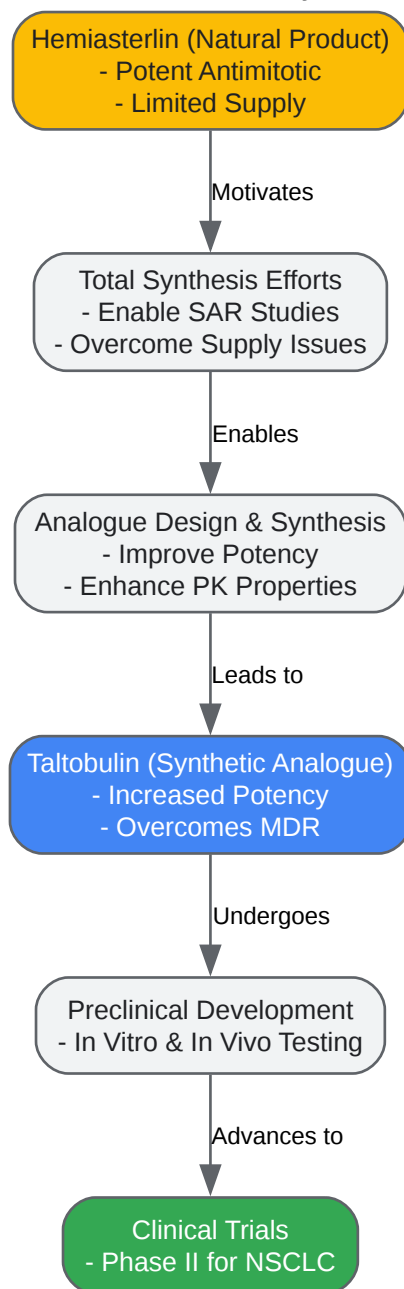 Hemiasterlin (Natural Product)
- Potent Antimitotic
- Limited Supply
Motivates
Total Synthesis Efforts
- Enable SAR Studies
- Overcome Supply Issues
Enables
Analogue Design & Synthesis
- Improve Potency
- Enhance PK Properties
Leads to
Taltobulin (Synthetic Analogue)
- Increased Potency
- Overcomes MDR
Undergoes
Preclinical Development
- In Vitro & In Vivo Testing
Advances to
Clinical Trials
- Phase II for NSCLC